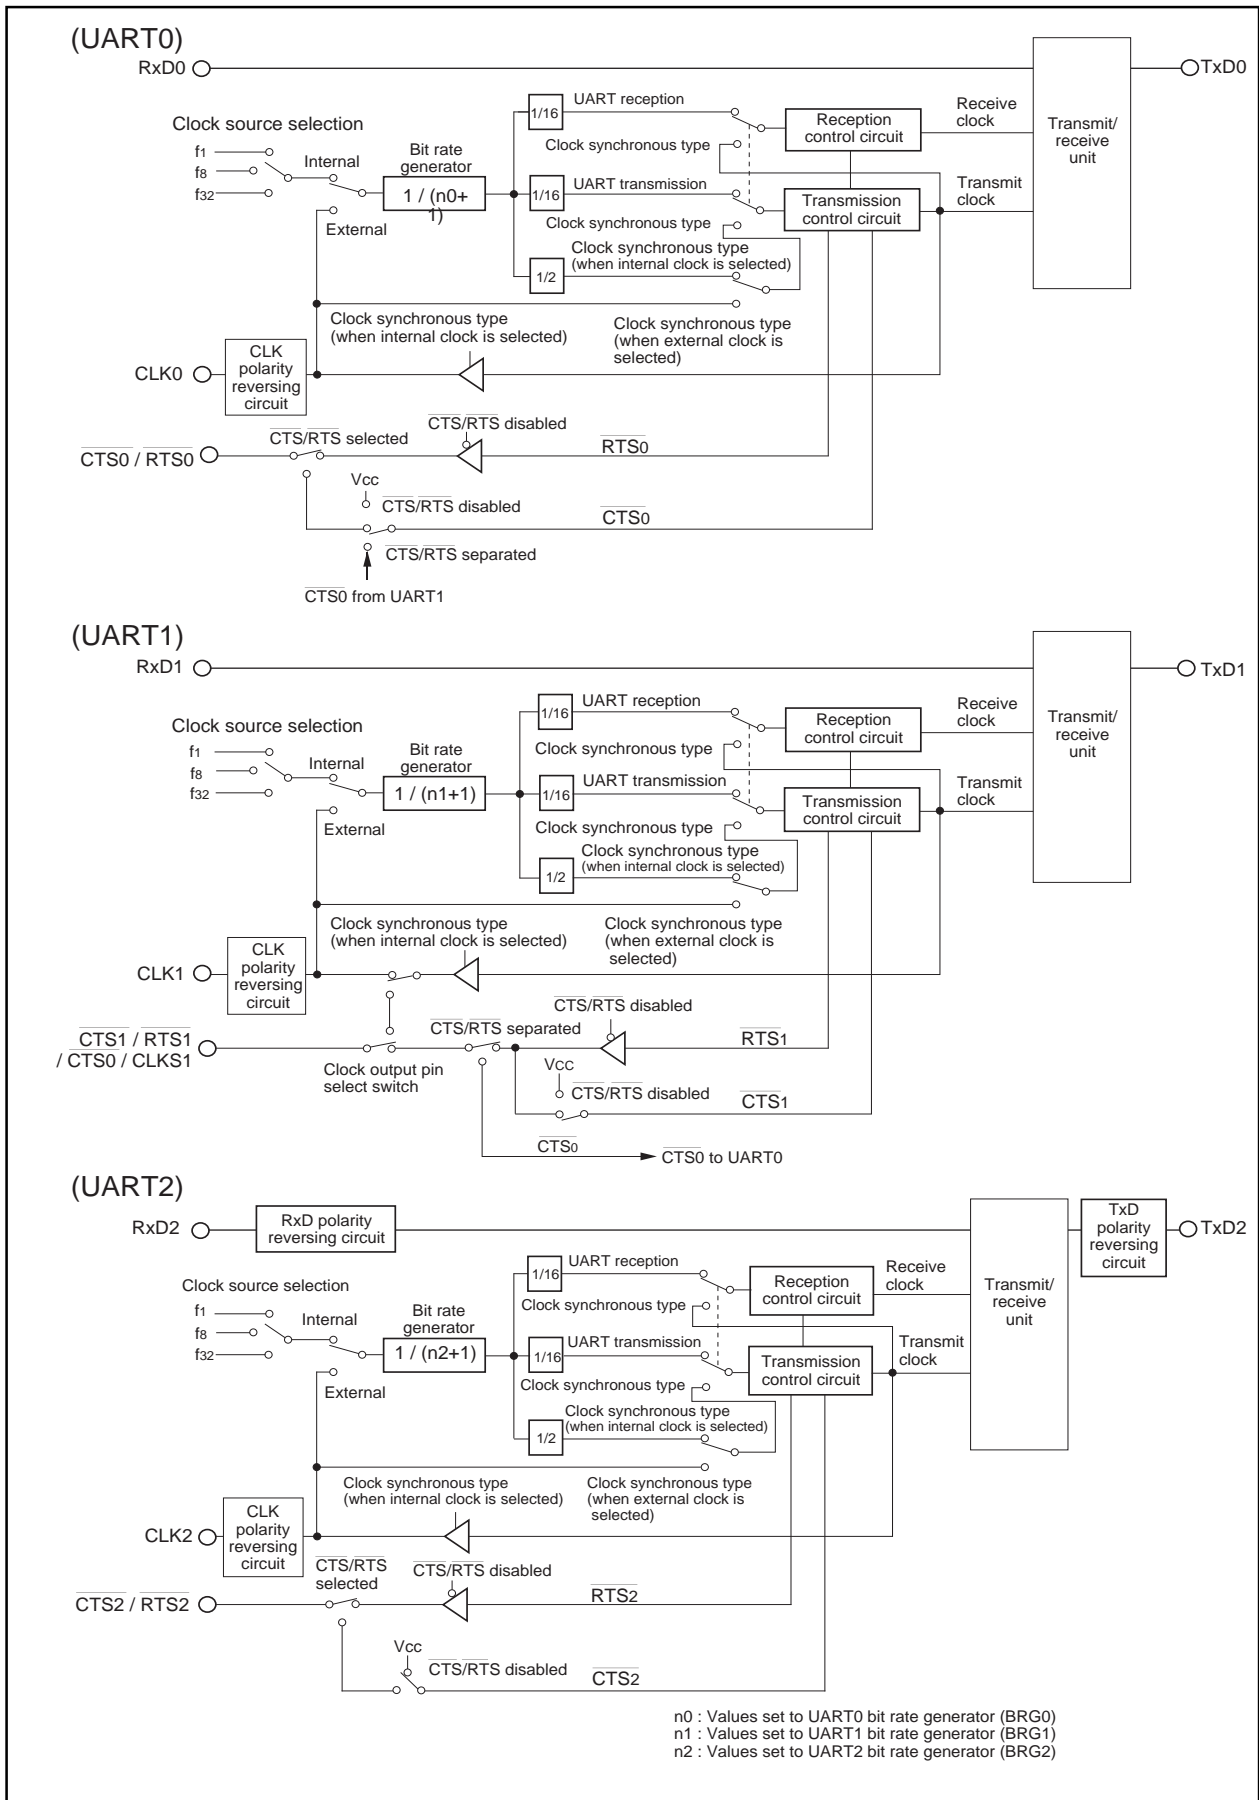 (UART0)
RxD0
TxD0
1/16
UART reception
Clock source selection
Reception
control circuit
Receive
clock
Transmit/
receive
unit
Clock synchronous type
f1
f8
f32
Internal
Bit rate
generator
1 / (n0+
1)
1/16
UART transmission
Transmission
control circuit
Transmit
clock
External
Clock synchronous type
Clock synchronous type
(when internal clock is selected)
1/2
Clock synchronous type
(when internal clock is selected)
Clock synchronous type
(when external clock is
selected)
CLK0
CLK
polarity
reversing
circuit
CTS/RTS disabled
CTS/RTS selected
RTS0
CTS0 / RTS0
Vcc
CTS/RTS disabled
CTS0
CTS/RTS separated
CTS0 from UART1
(UART1)
RxD1
TxD1
1/16
UART reception
Clock source selection
Reception
control circuit
Receive
clock
Transmit/
receive
unit
Clock synchronous type
f1
f8
f32
Internal
Bit rate
generator
1 / (n1+1)
1/16
UART transmission
Transmission
control circuit
Transmit
clock
External
Clock synchronous type
Clock synchronous type
(when internal clock is selected)
1/2
Clock synchronous type
(when internal clock is selected)
Clock synchronous type
(when external clock is
selected)
CLK1
CLK
polarity
reversing
circuit
CTS/RTS disabled
CTS/RTS separated
RTS1
CTS1 / RTS1
/ CTS0 / CLKS1
Clock output pin
select switch
VCC
CTS/RTS disabled
CTS1
CTS0
CTS0 to UART0
(UART2)
RxD2
RxD polarity
reversing circuit
TxD
polarity
reversing
circuit
TxD2
1/16
UART reception
Clock source selection
Reception
control circuit
Receive
clock
Transmit/
receive
unit
Clock synchronous type
f1
f8
f32
Internal
Bit rate
generator
1 / (n2+1)
1/16
UART transmission
Transmission
control circuit
Transmit
clock
External
Clock synchronous type
Clock synchronous type
(when internal clock is selected)
1/2
Clock synchronous type
(when internal clock is selected)
Clock synchronous type
(when external clock is
selected)
CLK2
CLK
polarity
reversing
circuit
CTS/RTS
selected
CTS/RTS disabled
RTS2
CTS2 / RTS2
Vcc
CTS/RTS disabled
CTS2
n0 : Values set to UART0 bit rate generator (BRG0)
n1 : Values set to UART1 bit rate generator (BRG1)
n2 : Values set to UART2 bit rate generator (BRG2)